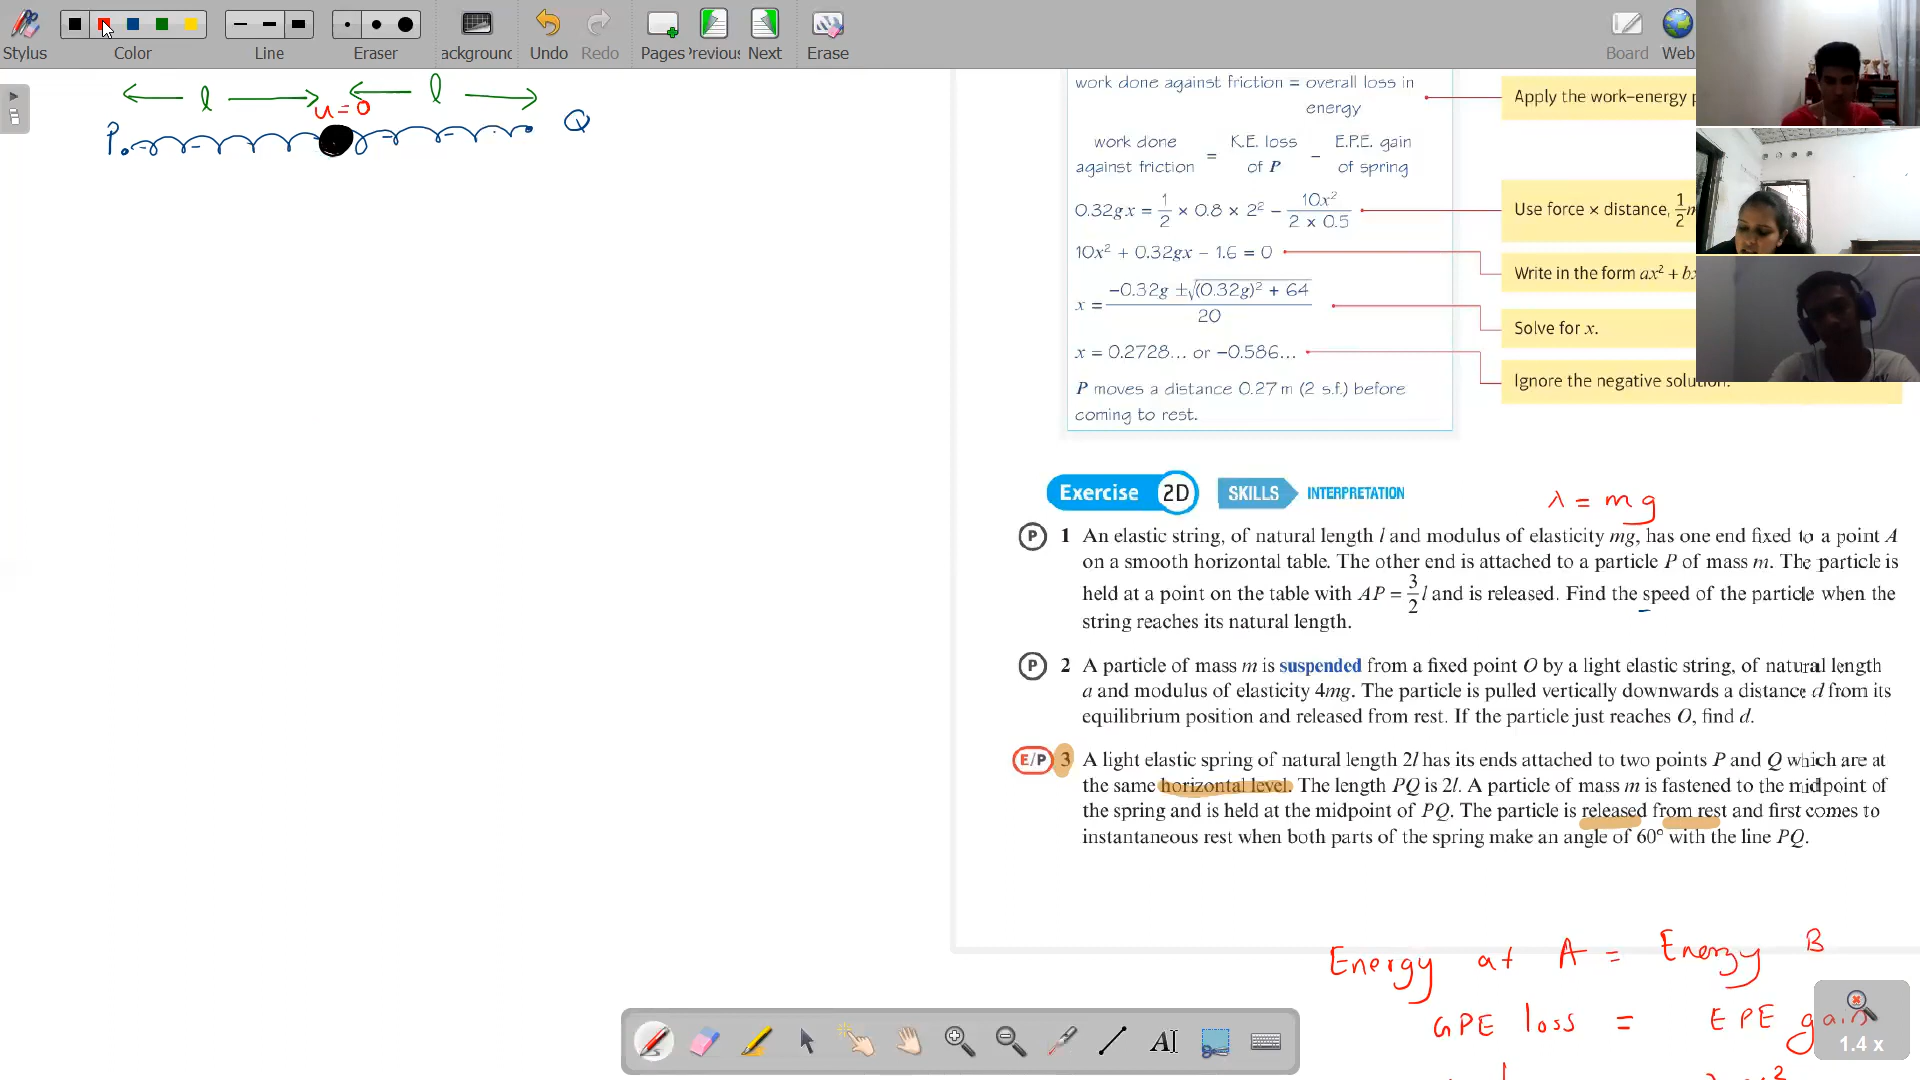 Stylus
Color
Line
Eraser
ackground
Undo
Redo
Pages
Previous
Next
Erase
Board
Web
l
l
u = 0
P
Q
work done against friction = overall loss in
energy
work done against friction = K.E. loss of P − E.P.E. gain of spring
0.32gx = 1/2 × 0.8 × 2² − 10x²/(2 × 0.5)
10x² + 0.32gx − 1.6 = 0
x = (−0.32g ±√((0.32g)² + 64))/20
x = 0.2728... or −0.586...
P moves a distance 0.27 m (2 s.f.) before
coming to rest.
Apply the work–energy p
Use force × distance, 1/2 m
Write in the form ax² + bx
Solve for x.
Ignore the negative solution.
Exercise 2D SKILLS INTERPRETATION
λ = mg
P 1 An elastic string, of natural length l and modulus of elasticity mg, has one end fixed to a point A
on a smooth horizontal table. The other end is attached to a particle P of mass m. The particle is
held at a point on the table with AP = 3/2 l and is released. Find the speed of the particle when the
string reaches its natural length.
P 2 A particle of mass m is suspended from a fixed point O by a light elastic string, of natural length
a and modulus of elasticity 4mg. The particle is pulled vertically downwards a distance d from its
equilibrium position and released from rest. If the particle just reaches O, find d.
E/P 3 A light elastic spring of natural length 2l has its ends attached to two points P and Q which are at
the same horizontal level. The length PQ is 2l. A particle of mass m is fastened to the midpoint of
the spring and is held at the midpoint of PQ. The particle is released from rest and first comes to
instantaneous rest when both parts of the spring make an angle of 60° with the line PQ.
Energy at A = Energy B
GPE loss = EPE gain
1.4 x